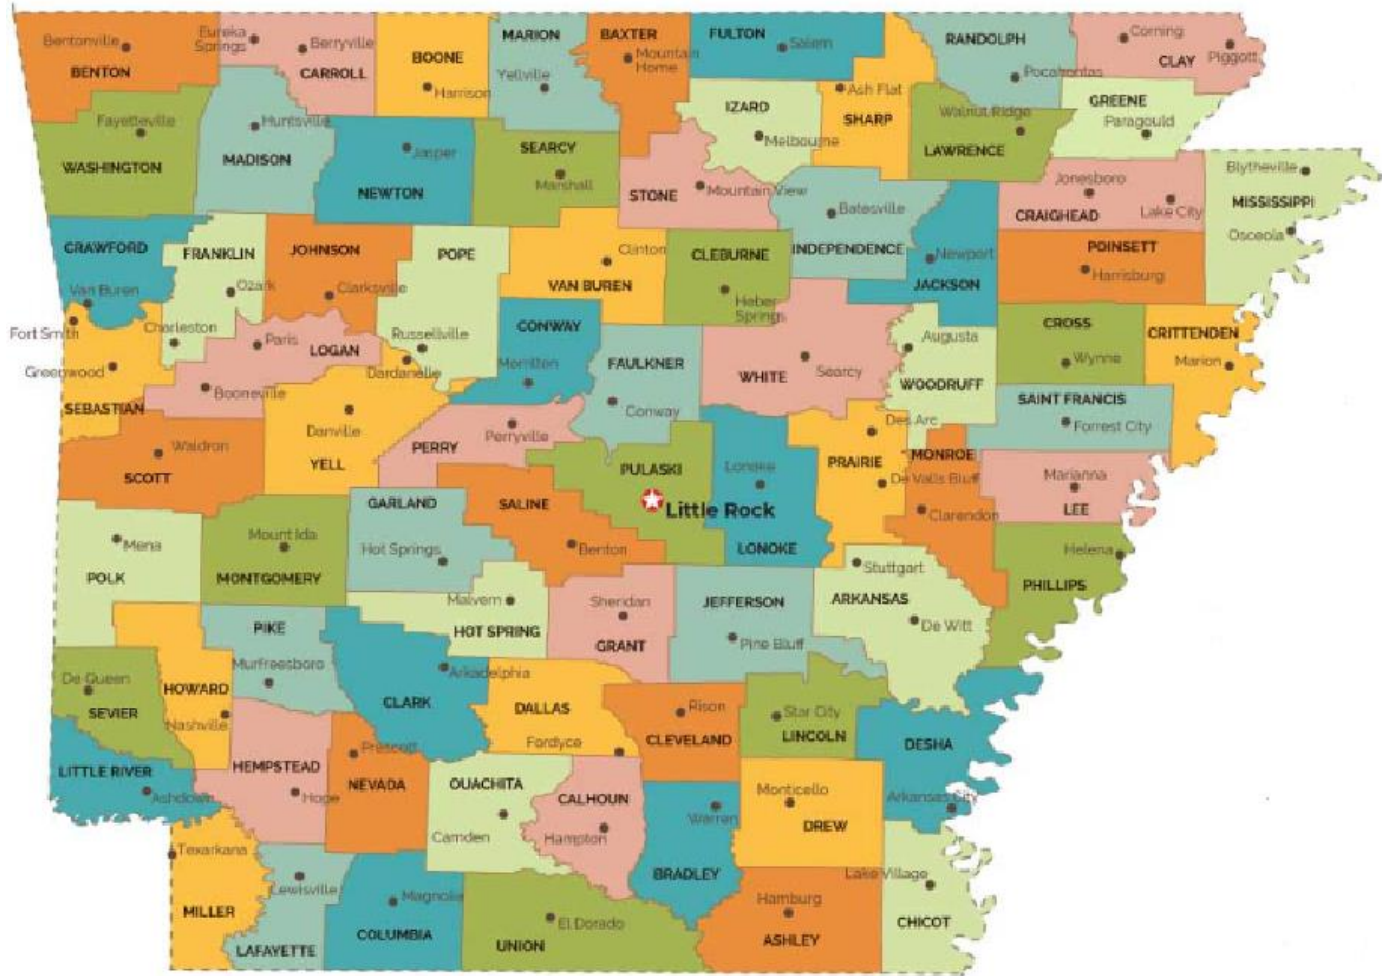 Bentonville
BENTON
Eureka
Springs
Berryville
CARROLL
BOONE
Harrison
MARION
Yellville
BAXTER
Mountain
Home
FULTON
Salem
RANDOLPH
Pocahontas
Corning
CLAY
Piggott
Fayetteville
WASHINGTON
Huntsville
MADISON
Jasper
NEWTON
SEARCY
Marshall
IZARD
Melbourne
Ash Flat
SHARP
Walnut Ridge
LAWRENCE
GREENE
Paragould
STONE
Mountain View
Batesville
INDEPENDENCE
Jonesboro
CRAIGHEAD
Lake City
Blytheville
MISSISSIPPI
Osceola
CRAWFORD
Van Buren
FRANKLIN
Ozark
Charleston
JOHNSON
Clarksville
POPE
Russellville
Clinton
VAN BUREN
CLEBURNE
Heber
Springs
Newport
JACKSON
POINSETT
Harrisburg
Fort Smith
Greenwood
SEBASTIAN
Paris
LOGAN
Booneville
Dardanelle
CONWAY
Morrilton
FAULKNER
Conway
WHITE
Searcy
Augusta
WOODRUFF
CROSS
Wynne
CRITTENDEN
Marion
Waldron
SCOTT
Danville
YELL
PERRY
Perryville
PULASKI
Little Rock
Lonoke
LONOKE
Des Arc
PRAIRIE
De Valls Bluff
MONROE
Clarendon
SAINT FRANCIS
Forrest City
Marianna
LEE
Mena
POLK
Mount Ida
MONTGOMERY
GARLAND
Hot Springs
SALINE
Benton
Malvern
HOT SPRING
Sheridan
GRANT
JEFFERSON
Pine Bluff
Stuttgart
ARKANSAS
De Witt
Helena
PHILLIPS
De Queen
SEVIER
HOWARD
Nashville
PIKE
Murfreesboro
CLARK
Arkadelphia
DALLAS
Fordyce
Rison
CLEVELAND
Star City
LINCOLN
DESHA
Arkansas City
LITTLE RIVER
Ashdown
HEMPSTEAD
Hope
Prescott
NEVADA
OUACHITA
Camden
CALHOUN
Hampton
Warren
BRADLEY
Monticello
DREW
Texarkana
MILLER
Lewisville
LAFAYETTE
Magnolia
COLUMBIA
El Dorado
UNION
Hamburg
ASHLEY
Lake Village
CHICOT